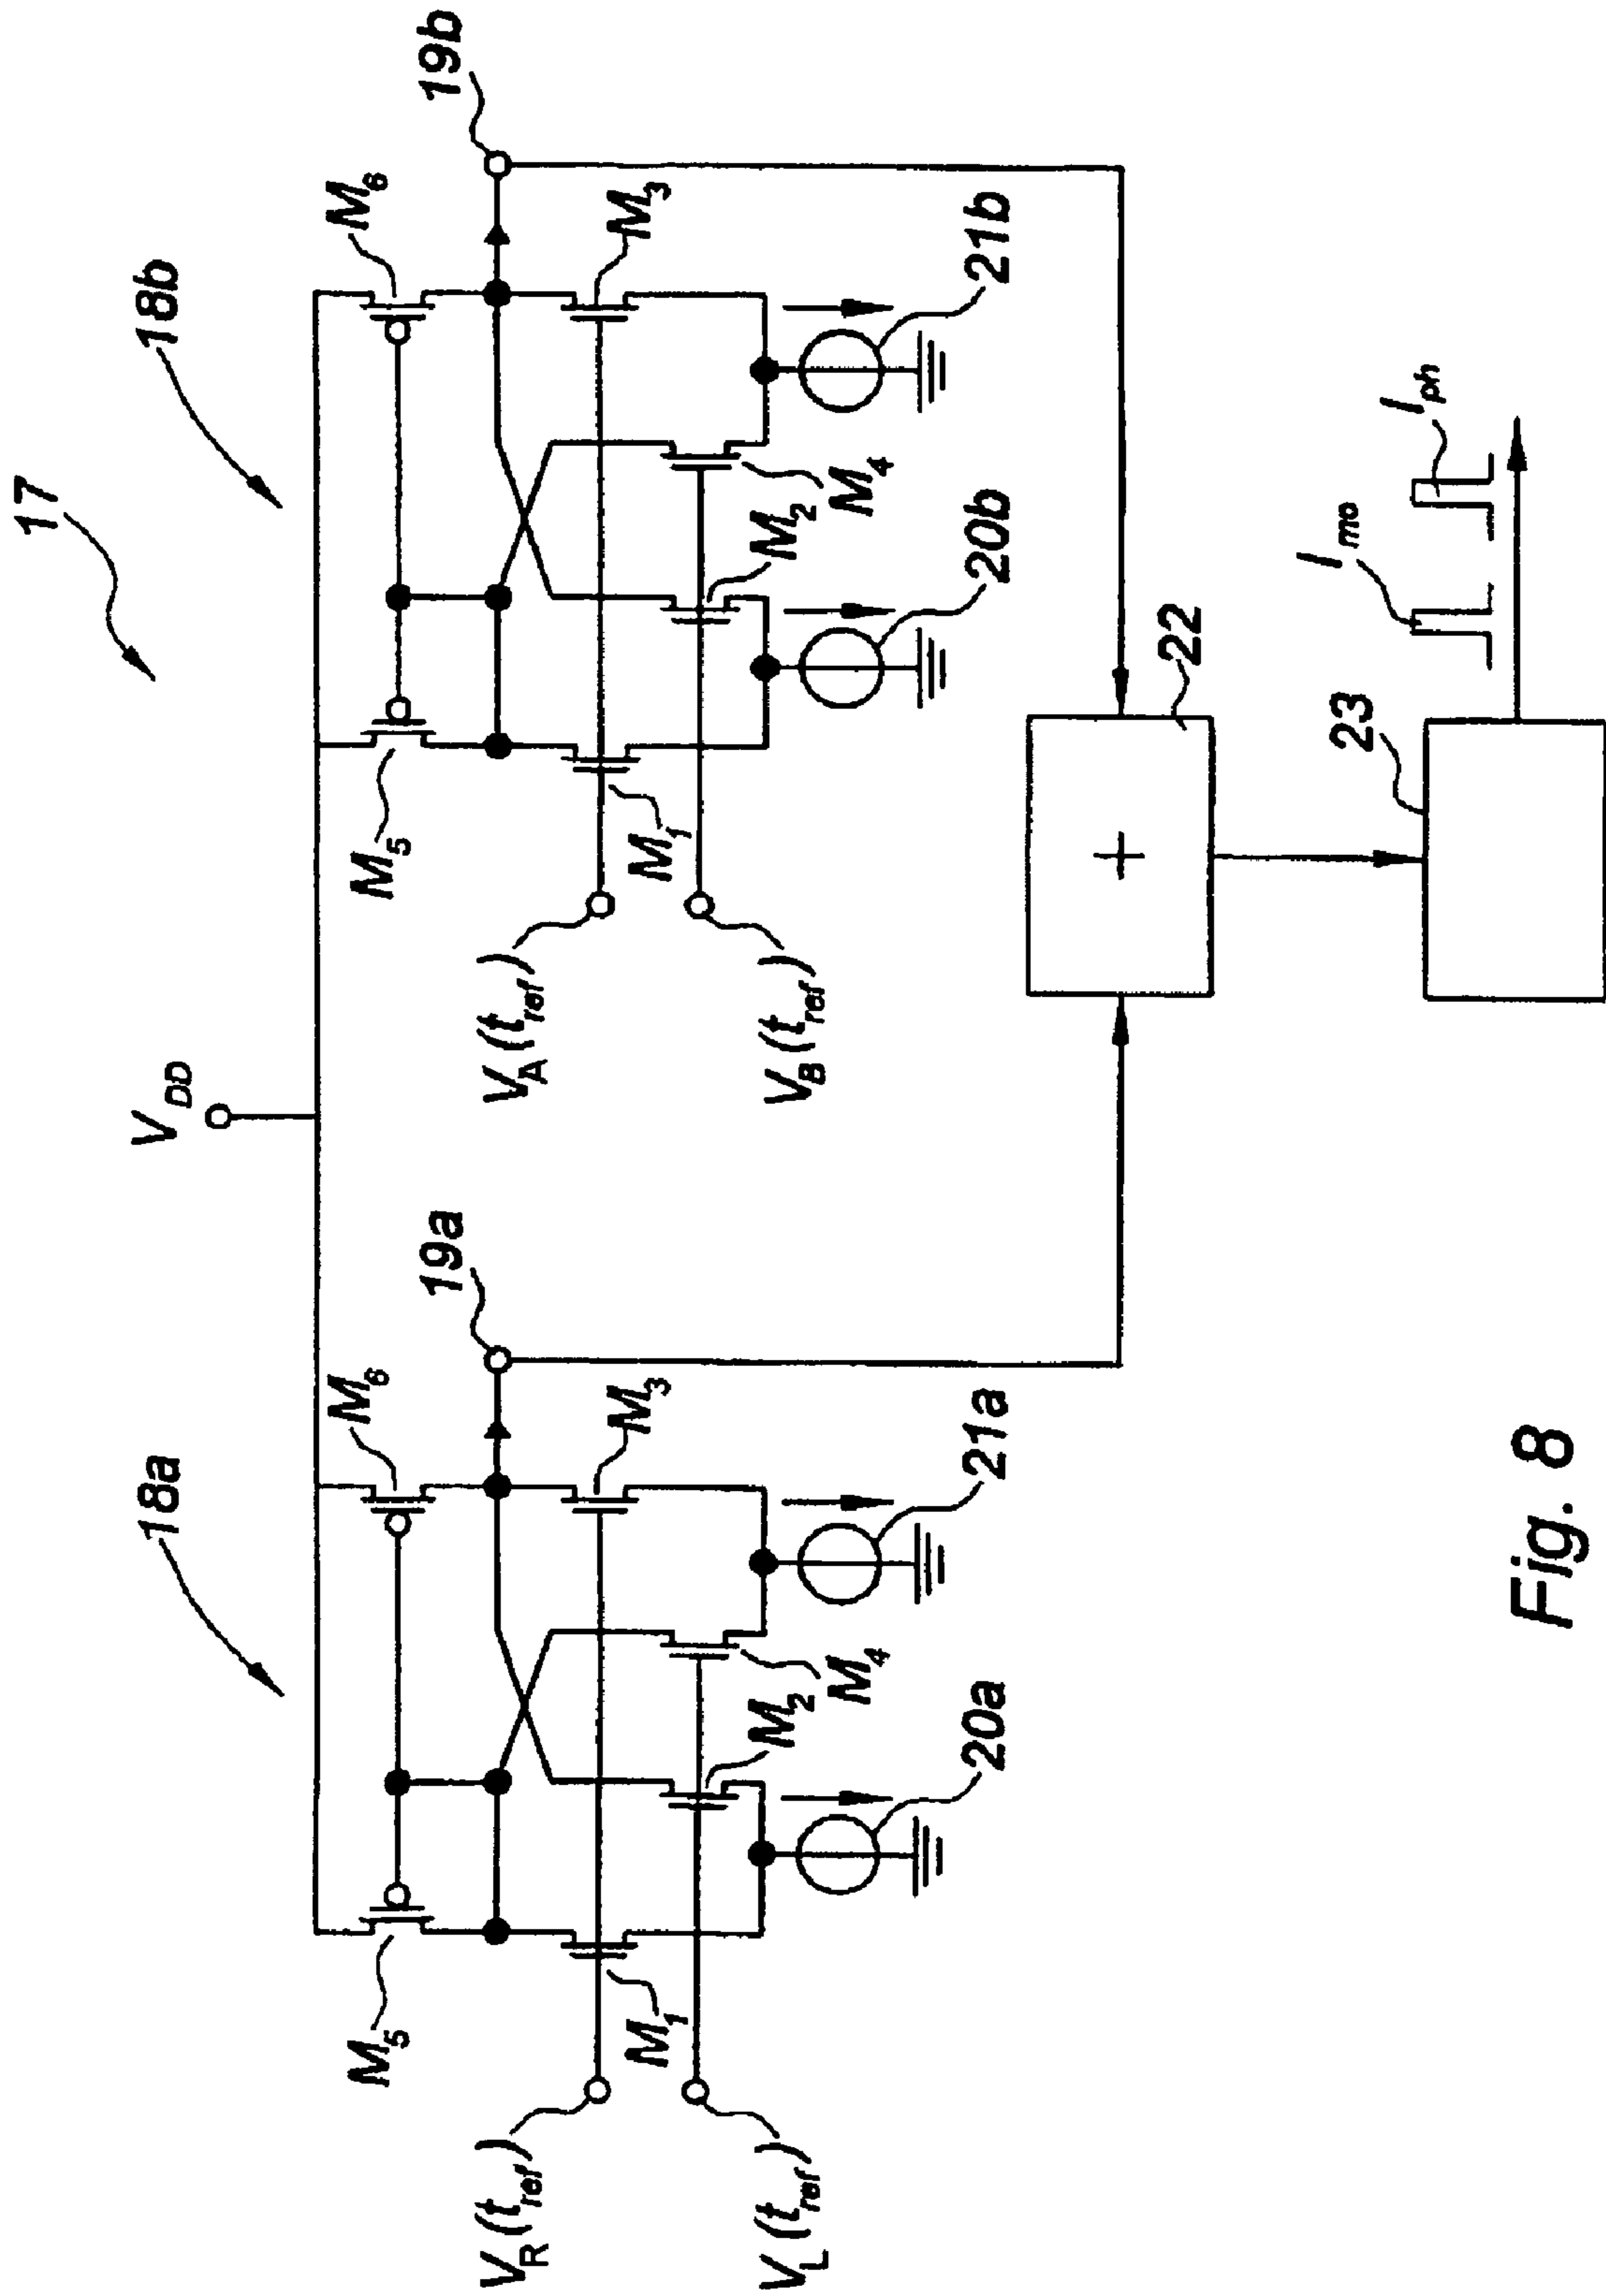 17
18a
18b
V DD
M5
M6
19a
M5
M6
19b
VR(tref)
M1
M3
VA(tref)
M1
M3
VL(tref)
M2
M4
VB(tref)
M2
M4
20a
21a
20b
21b
22
+
23
Imo
Iph
Fig. 8